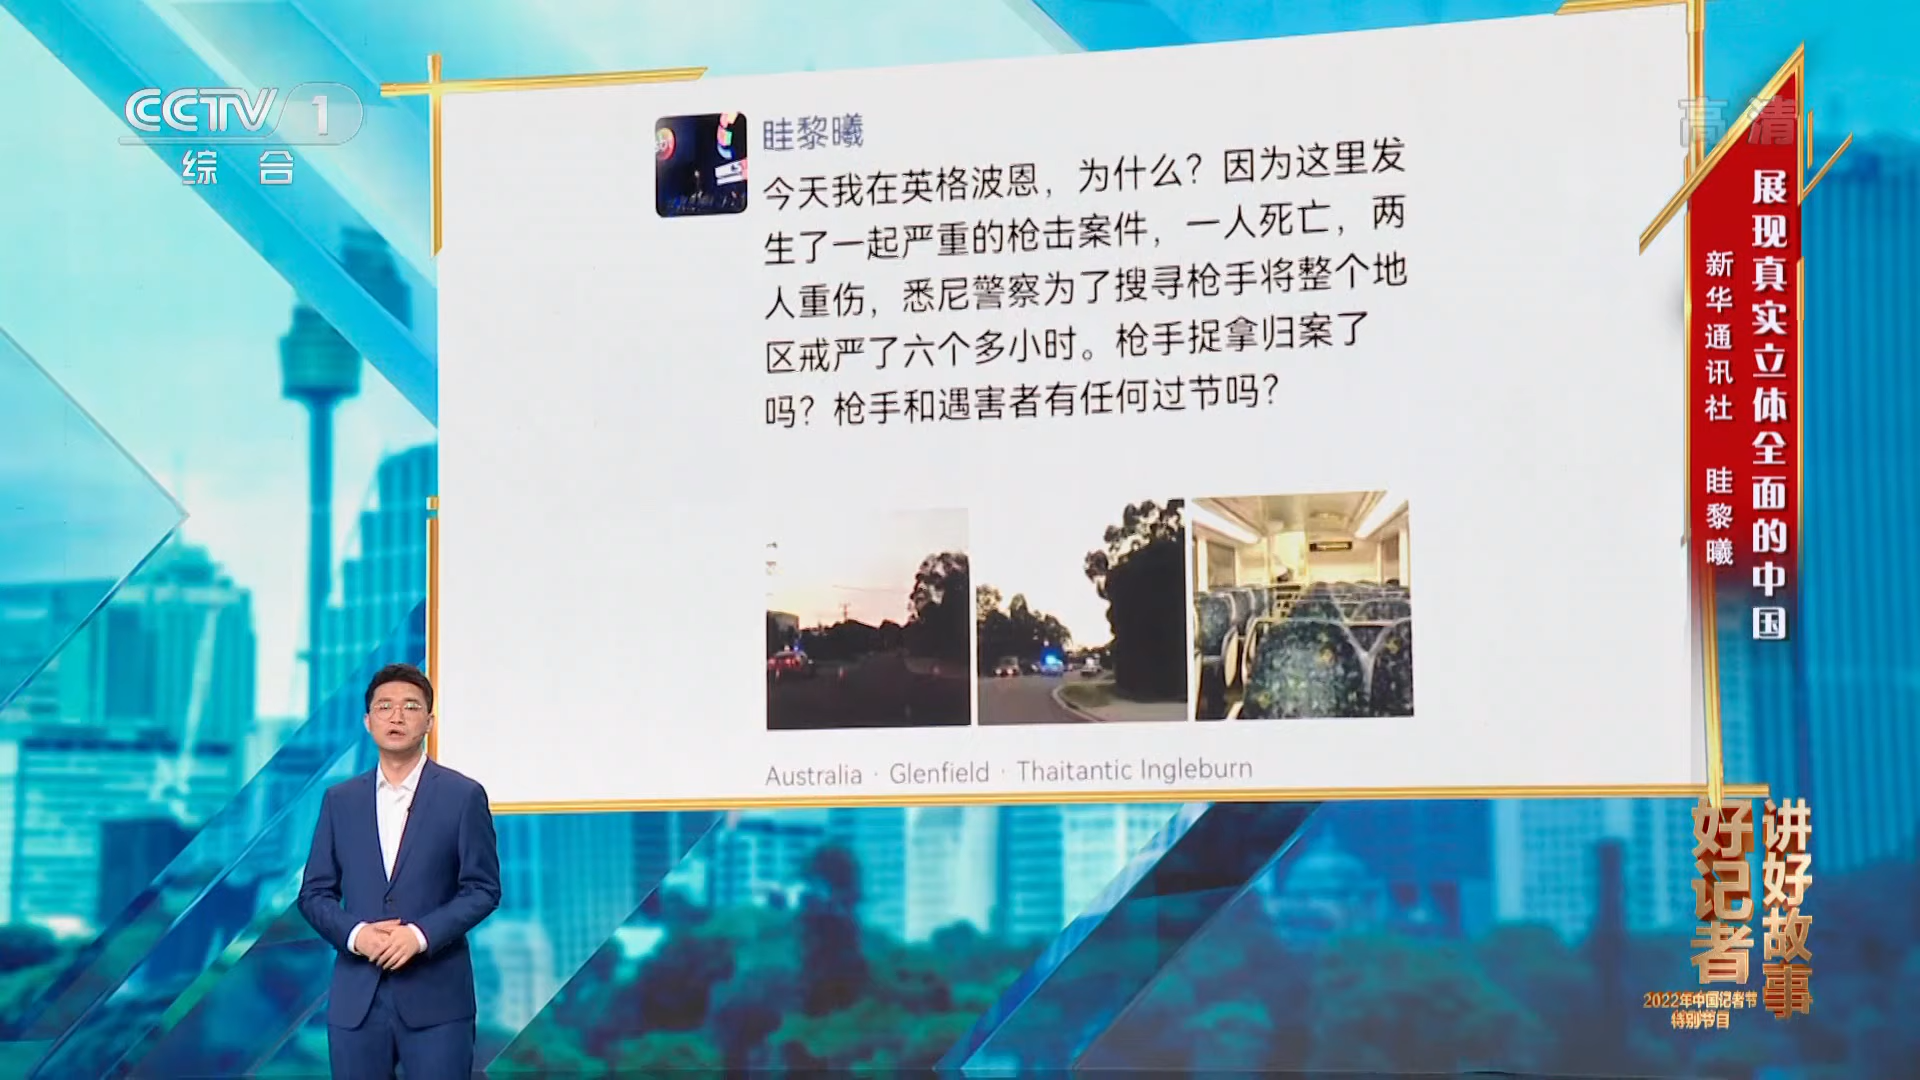 CCTV 1
综合
高清
眭黎曦
今天我在英格波恩，为什么？因为这里发
生了一起严重的枪击案件，一人死亡，两
人重伤，悉尼警察为了搜寻枪手将整个地
区戒严了六个多小时。枪手捉拿归案了
吗？枪手和遇害者有任何过节吗？
Australia · Glenfield · Thaitantic Ingleburn
展现真实立体全面的中国
新华通讯社 眭黎曦
讲好故事
好记者
2022年中国记者节
特别节目